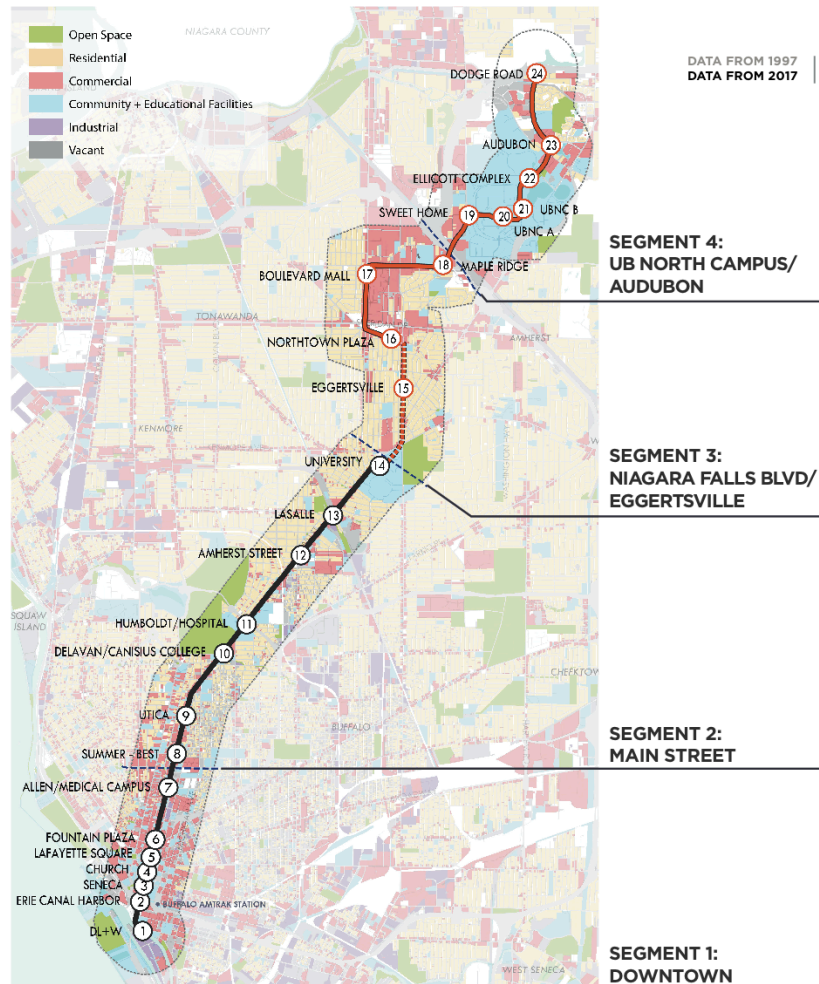 Open Space
Residential
Commercial
Community + Educational Facilities
Industrial
Vacant
NIAGARA COUNTY
DATA FROM 1997
DATA FROM 2017
DODGE ROAD 24
AUDUBON 23
ELLICOTT COMPLEX 22
SWEET HOME 19 20 21 UBNC B
UBNC A
SEGMENT 4:
UB NORTH CAMPUS/
AUDUBON
18 MAPLE RIDGE
BOULEVARD MALL 17
TONAWANDA
AMHERST
NORTHTOWN PLAZA 16
EGGERTSVILLE 15
KENMORE
UNIVERSITY 14
SEGMENT 3:
NIAGARA FALLS BLVD/
EGGERTSVILLE
LASALLE 13
AMHERST STREET 12
SQUAW
ISLAND
HUMBOLDT/HOSPITAL 11
DELAVAN/CANISIUS COLLEGE 10
CHEEKTOW
UTICA 9
BUFFALO
SUMMER - BEST 8
SEGMENT 2:
MAIN STREET
ALLEN/MEDICAL CAMPUS 7
FOUNTAIN PLAZA 6
LAFAYETTE SQUARE 5
CHURCH 4
SENECA 3
ERIE CANAL HARBOR 2
BUFFALO AMTRAK STATION
DL+W 1
WEST SENECA
SEGMENT 1:
DOWNTOWN